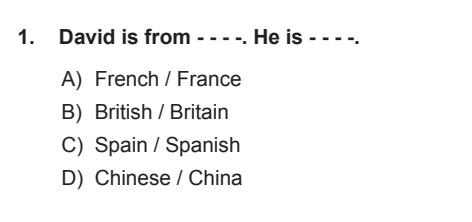 1. David is from - - - -. He is - - - -.
A) French / France
B) British / Britain
C) Spain / Spanish
D) Chinese / China